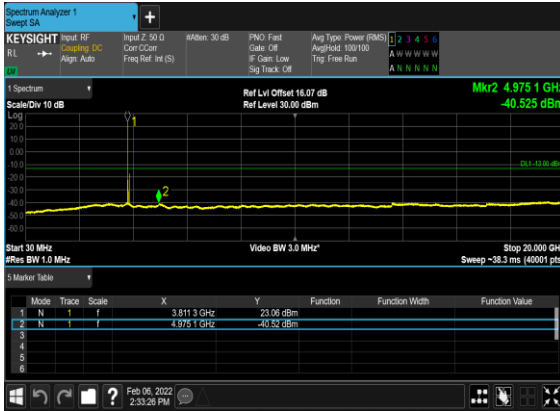 Spectrum Analyzer 1
Swept SA
+
KEYSIGHT Input: RF Input Z: 50 Ω #Atten: 30 dB PNO: Fast Avg Type: Power (RMS) 1 2 3 4 5 6
RL Coupling: DC Corr CCorr Gate: Off Avg|Hold: 100/100 A W W W W W
Align: Auto Freq Ref: Int (S) IF Gain: Low Trig: Free Run
Sig Track: Off A N N N N N
1 Spectrum Ref Lvl Offset 16.07 dB Mkr2 4.975 1 GHz
Scale/Div 10 dB Ref Level 30.00 dBm -40.525 dBm
Log
20.0
10.0
0.00
-10.0 DL1 -13.00 dBm
-20.0
-30.0
-40.0
-50.0
-60.0
1
2
Start 30 MHz Video BW 3.0 MHz* Stop 20.000 GH
#Res BW 1.0 MHz Sweep ~38.3 ms (40001 pts
5 Marker Table
Mode Trace Scale X Y Function Function Width Function Value
1 N 1 f 3.811 3 GHz 23.06 dBm
2 N 1 f 4.975 1 GHz -40.52 dBm
3
4
5
6
? Feb 06, 2022
2:33:26 PM